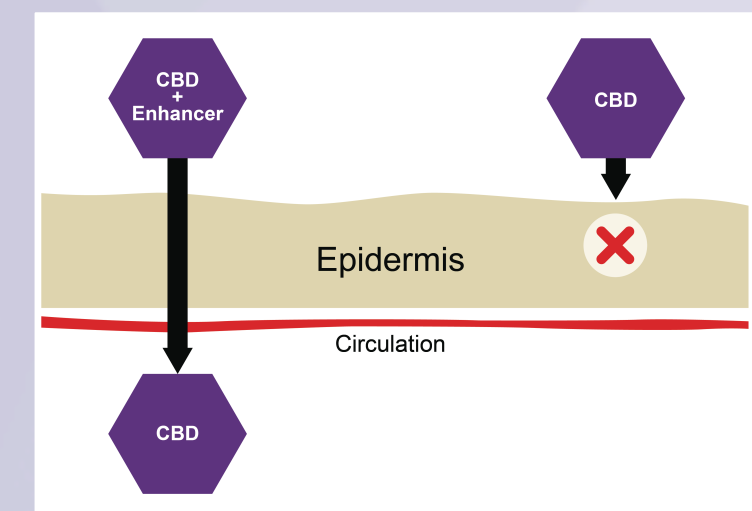 CBD
+
Enhancer
CBD
Epidermis
Circulation
CBD